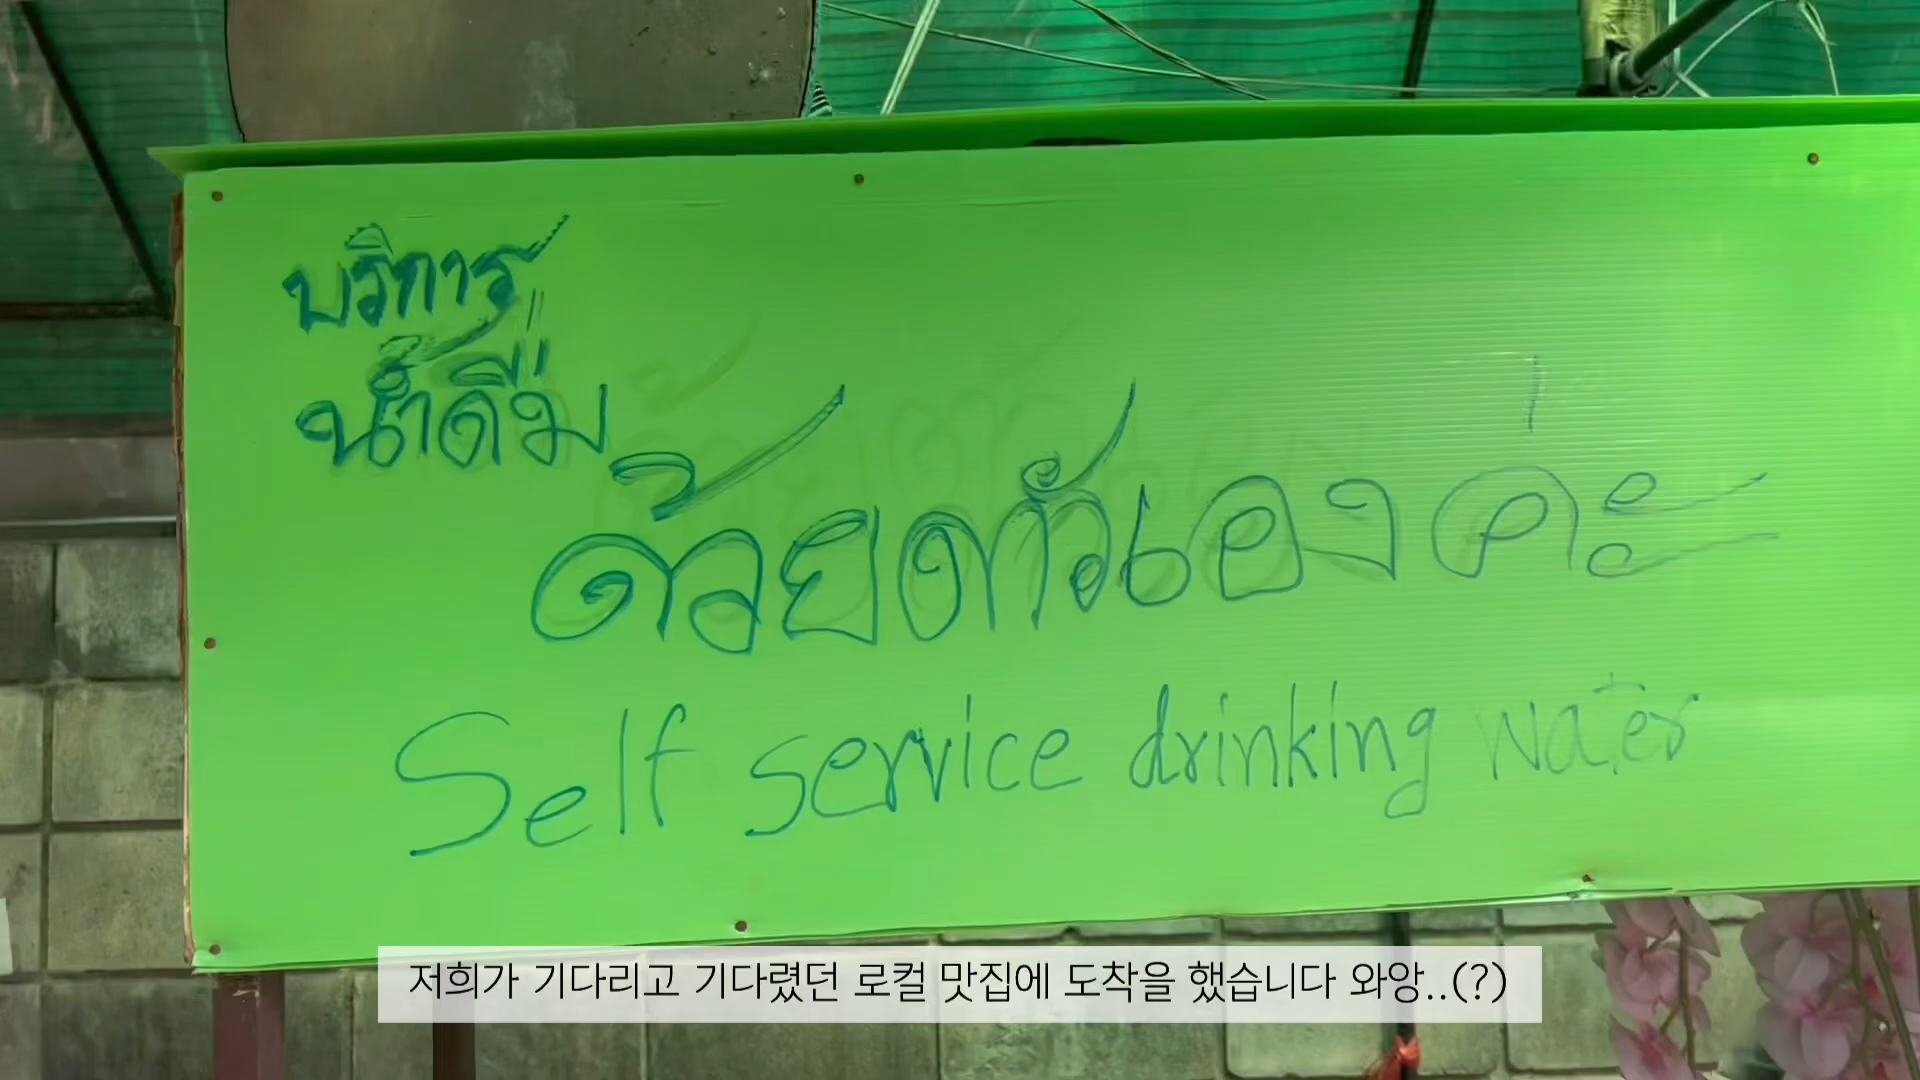 บริการ
น้ำดื่ม
ด้วยตัวเองค่ะ
Self service drinking water
저희가 기다리고 기다렸던 로컬 맛집에 도착을 했습니다 와앙..(?)